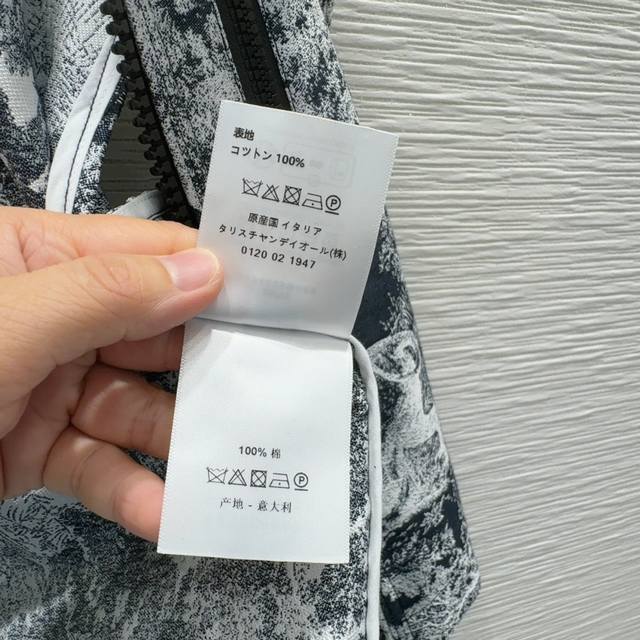 表地
コットン 100%
P
原産国 イタリア
タリスチャンディオール(株)
0120 02 1947
100% 棉
P
产地 - 意大利